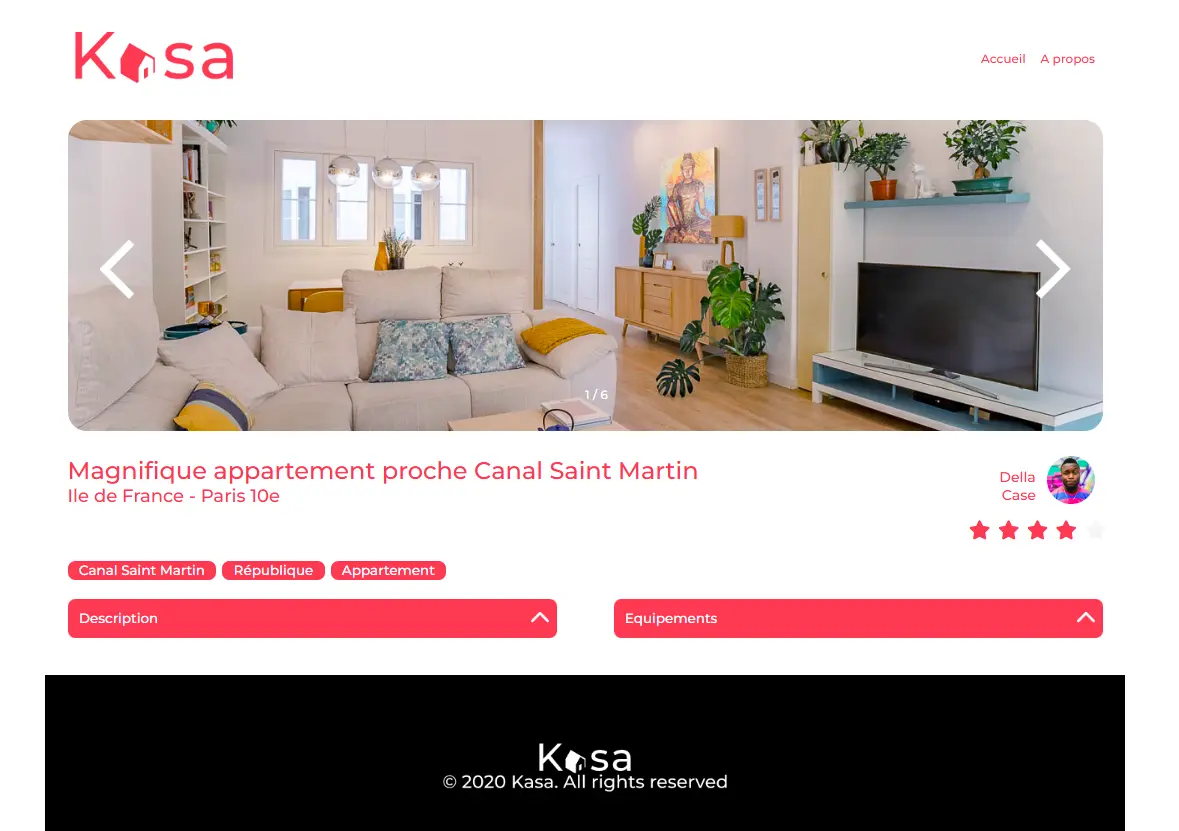 Kasa
Accueil A propos
1 / 6
Magnifique appartement proche Canal Saint Martin
Ile de France - Paris 10e
Della
Case
Canal Saint Martin République Appartement
Description
Equipements
Kasa
© 2020 Kasa. All rights reserved